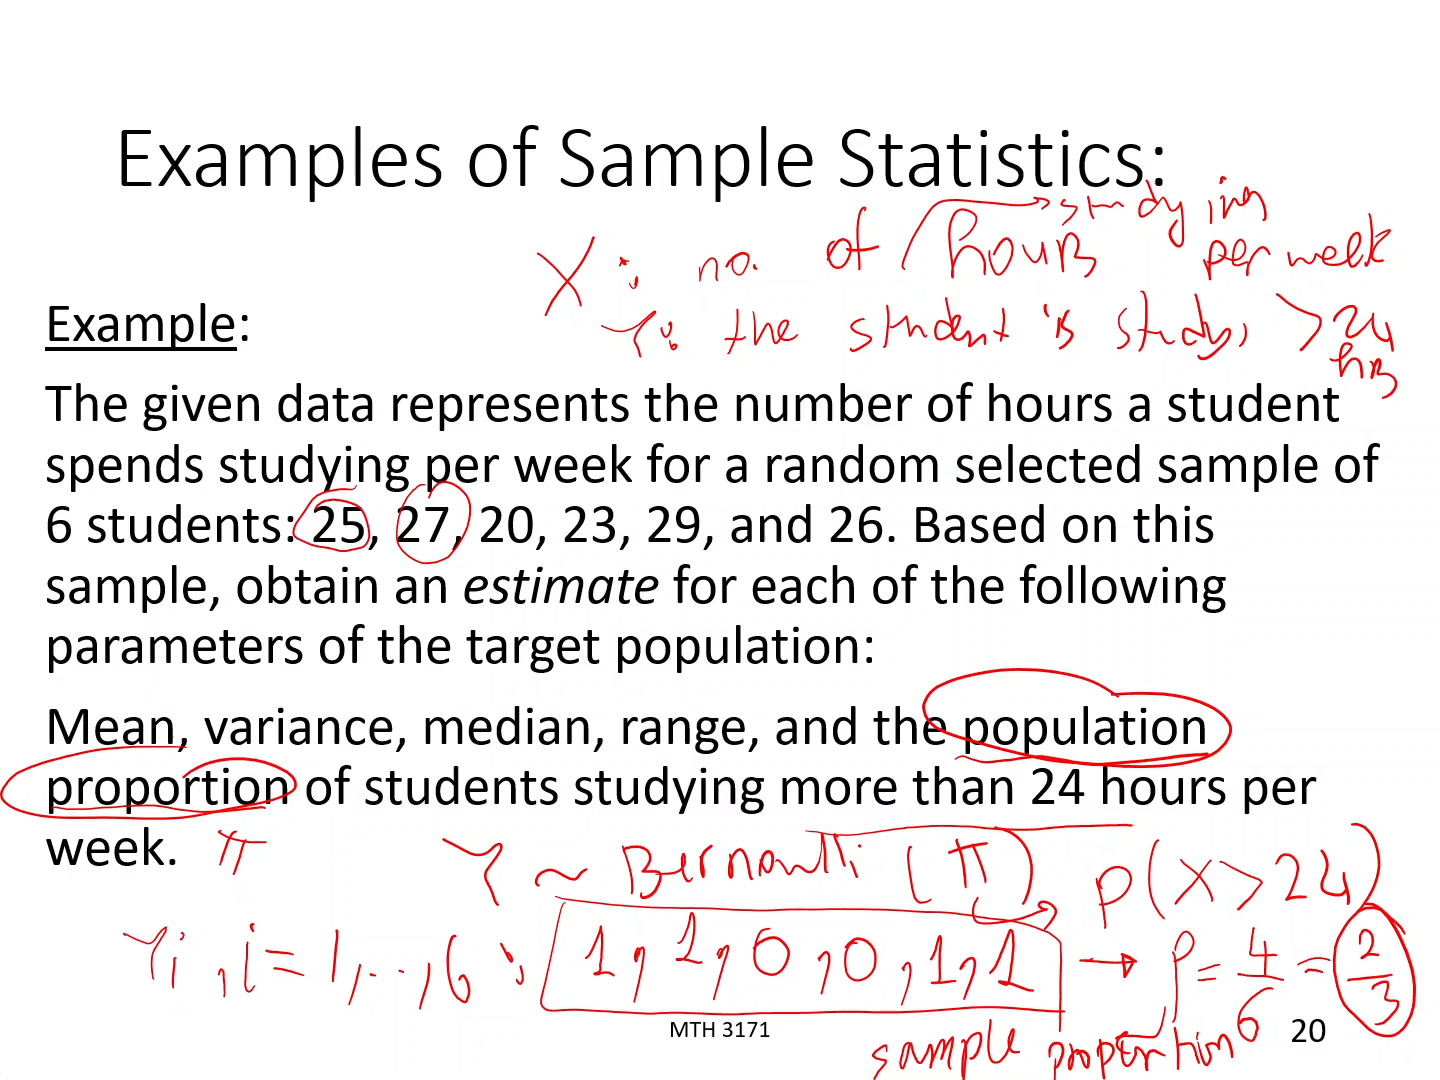 Examples of Sample Statistics:
X : no. of hours → studying per week
Y : the student is study, > 24 hrs
Example:
The given data represents the number of hours a student
spends studying per week for a random selected sample of
6 students: 25, 27, 20, 23, 29, and 26. Based on this
sample, obtain an estimate for each of the following
parameters of the target population:
Mean, variance, median, range, and the population
proportion of students studying more than 24 hours per
week. π
Y ~ Bernoulli (π) → P(X>24)
Yi, i=1,..,6 : 1, 1, 0, 0, 1, 1 → P = 4/6 = 2/3
sample proportion
MTH 3171
20